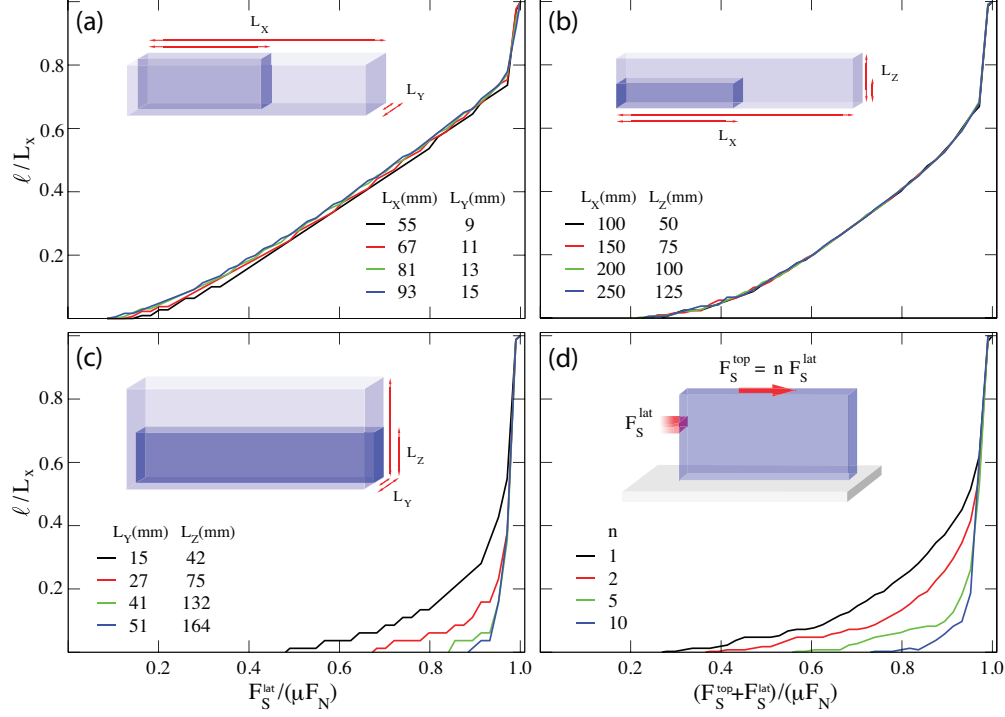 (a)
L_X
L_Y
0.8
0.6
0.4
0.2
ℓ/L_x
L_X(mm) L_Y(mm)
55 9
67 11
81 13
93 15
(b)
L_Z
L_X
L_X(mm) L_Z(mm)
100 50
150 75
200 100
250 125
(c)
L_Z
L_Y
0.8
0.6
0.4
0.2
ℓ/L_x
L_Y(mm) L_Z(mm)
15 42
27 75
41 132
51 164
0.2 0.4 0.6 0.8 1.0
F_S^lat/(μF_N)
(d)
F_S^top = n F_S^lat
F_S^lat
n
1
2
5
10
0.2 0.4 0.6 0.8 1.0
(F_S^top+F_S^lat)/(μF_N)